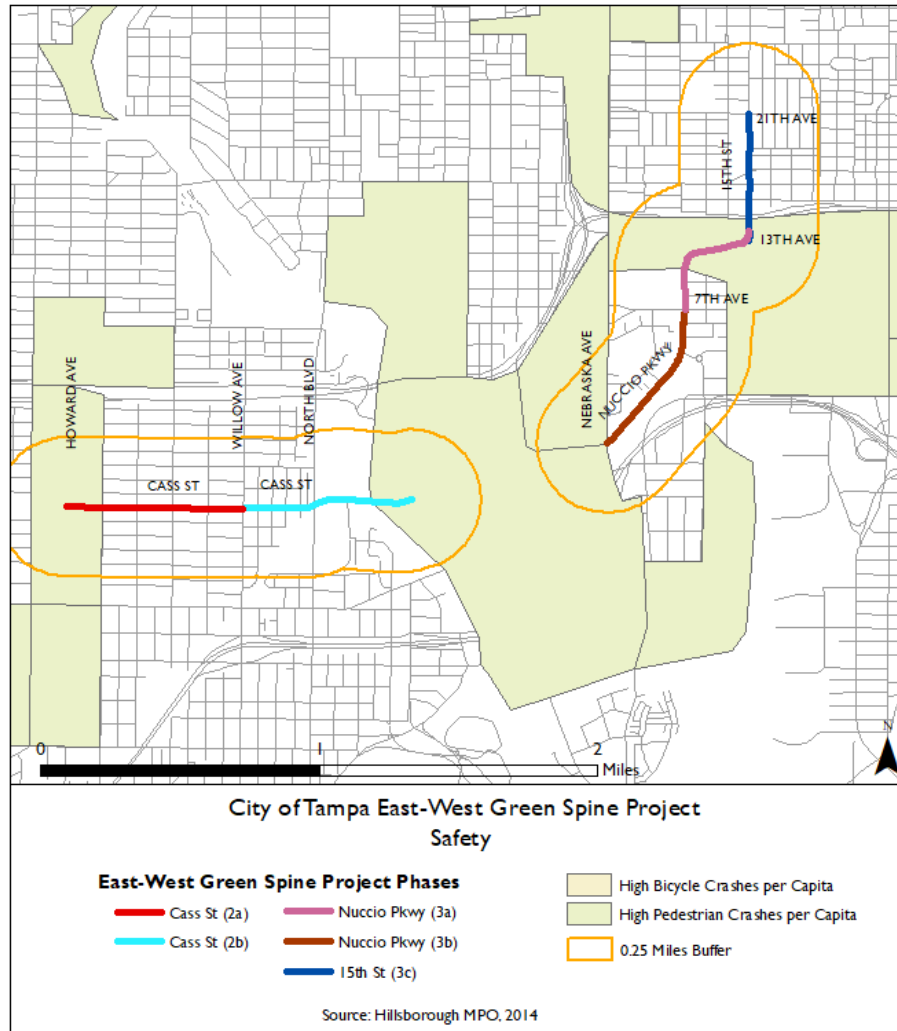 21TH AVE
15TH ST
13TH AVE
7TH AVE
NEBRASKA AVE
NUCCIO PKWY
HOWARD AVE
WILLOW AVE
NORTH BLVD
CASS ST
CASS ST
0
1
2
Miles
N
City of Tampa East-West Green Spine Project
Safety
East-West Green Spine Project Phases
Cass St (2a)
Cass St (2b)
Nuccio Pkwy (3a)
Nuccio Pkwy (3b)
15th St (3c)
High Bicycle Crashes per Capita
High Pedestrian Crashes per Capita
0.25 Miles Buffer
Source: Hillsborough MPO, 2014